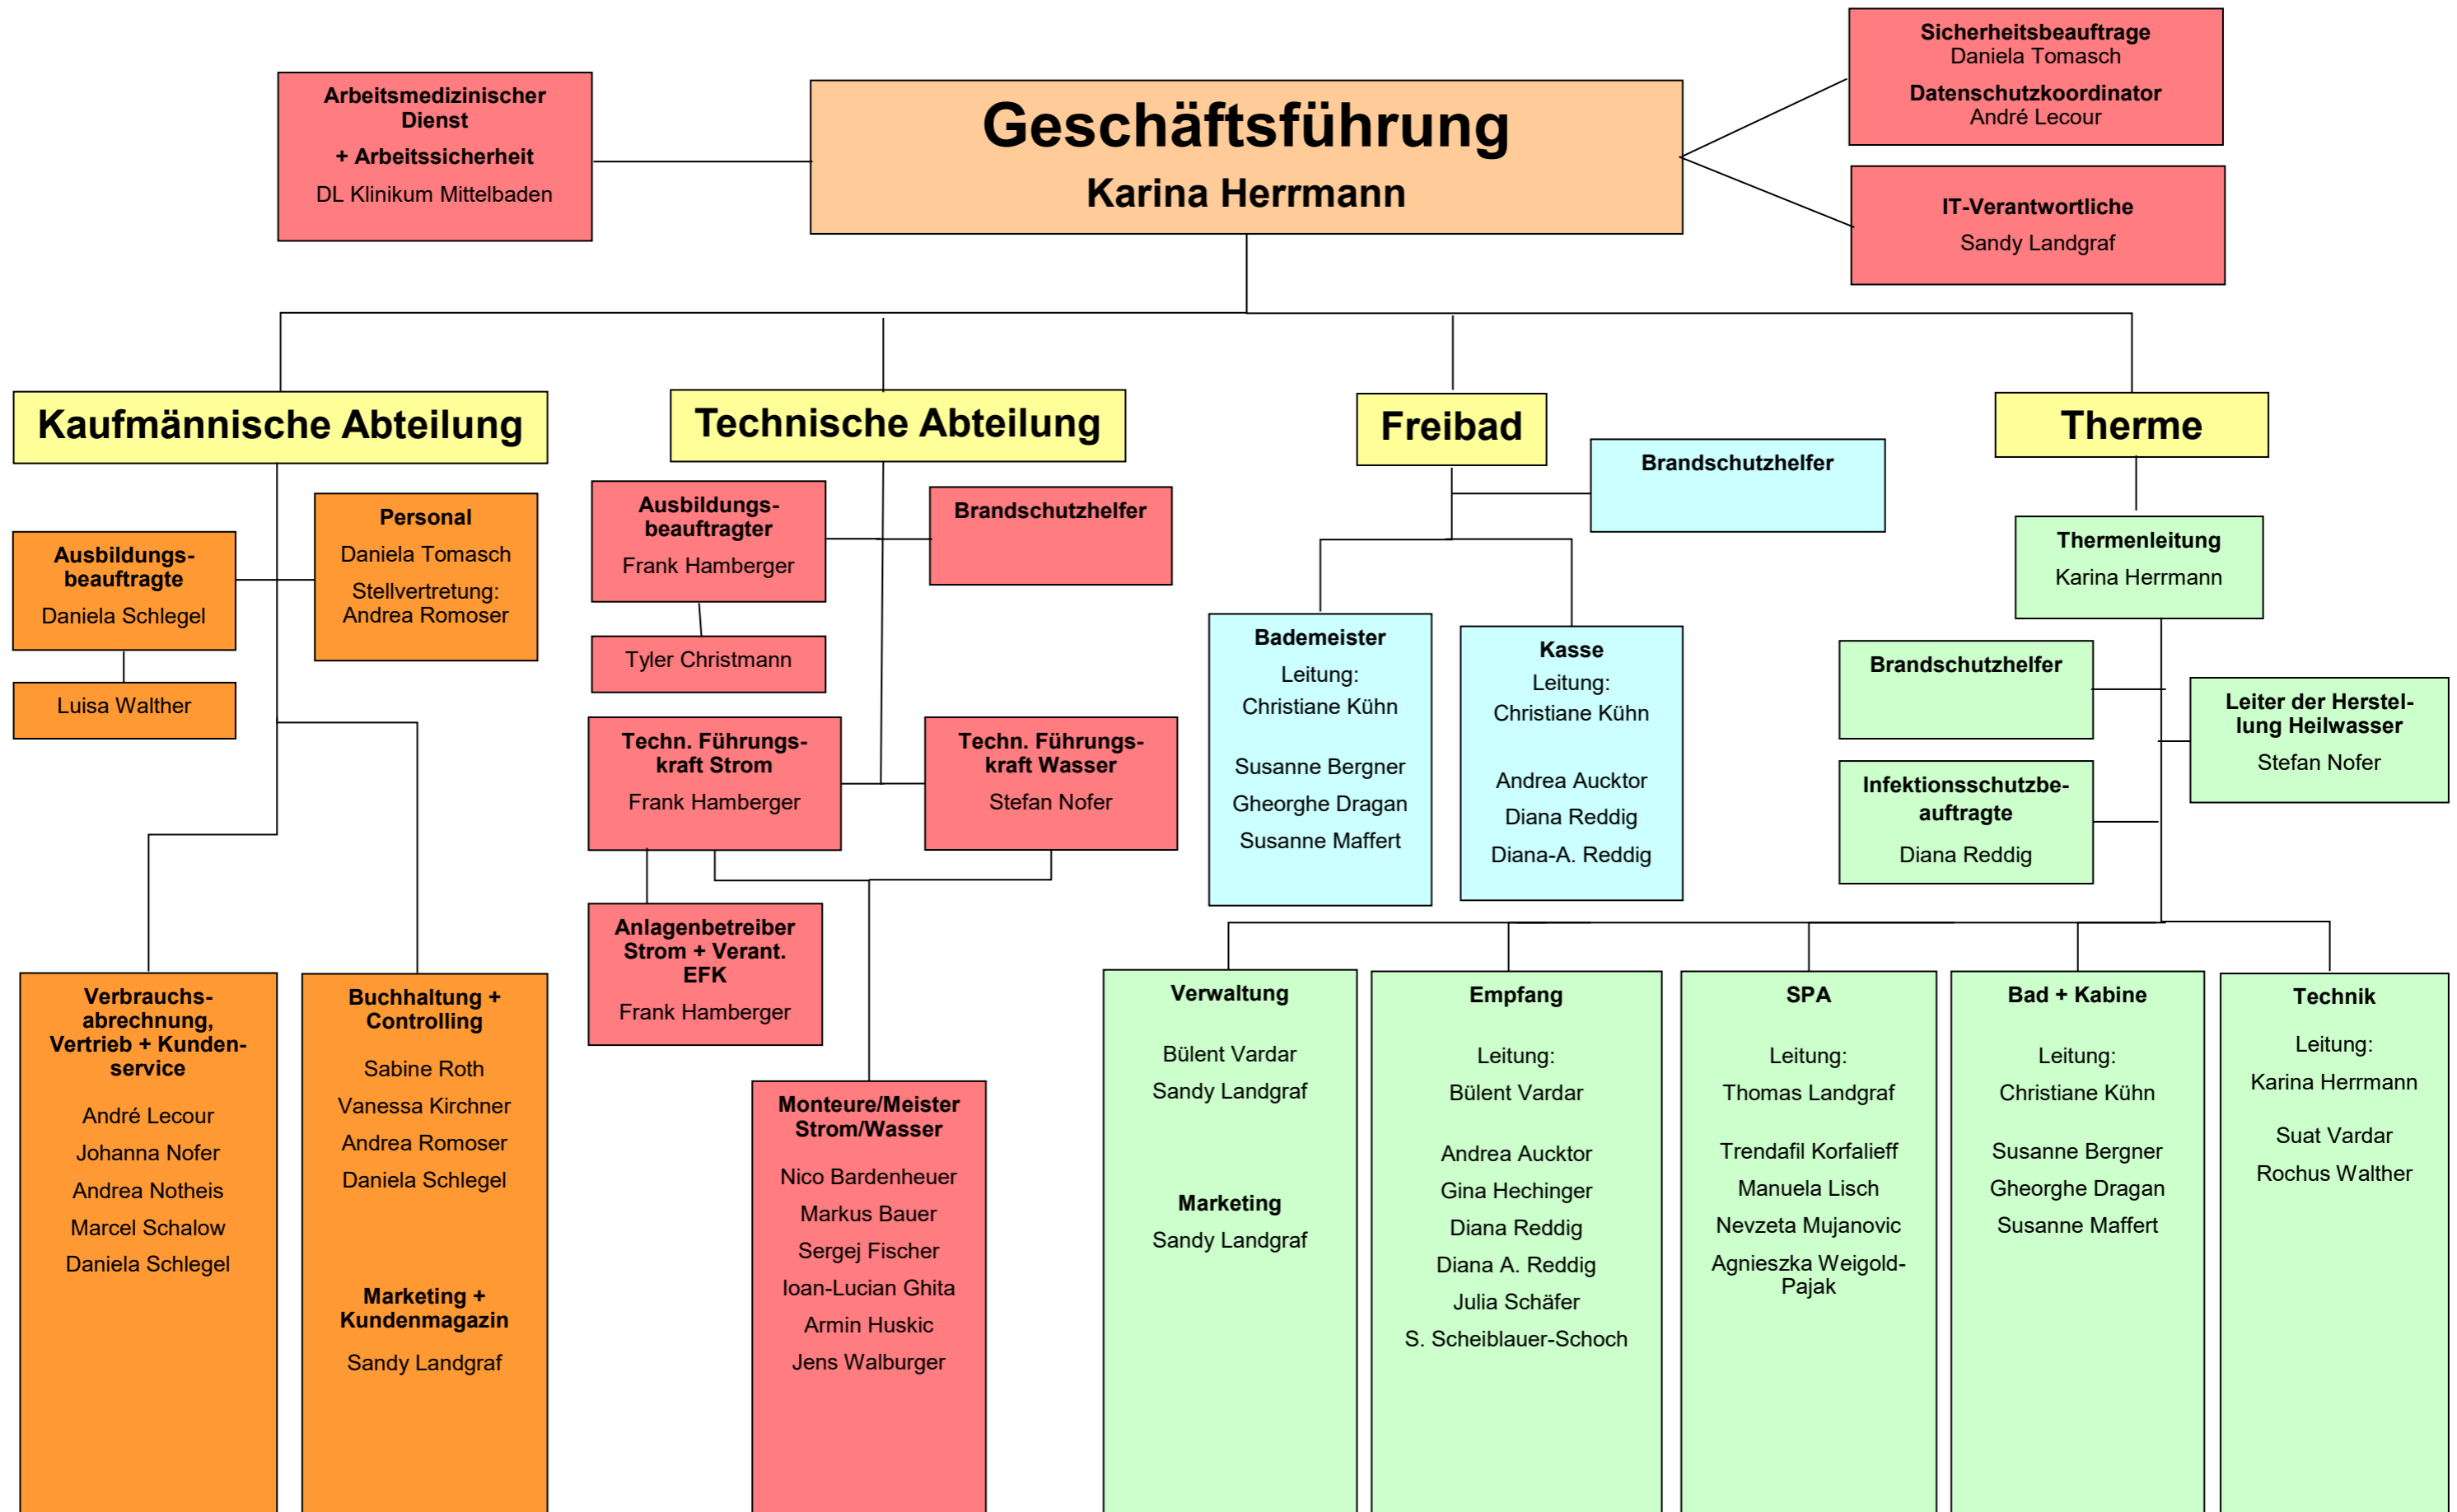 Sicherheitsbeauftrage
Daniela Tomasch
Datenschutzkoordinator
André Lecour
Arbeitsmedizinischer
Dienst
+ Arbeitssicherheit
DL Klinikum Mittelbaden
Geschäftsführung
Karina Herrmann
IT-Verantwortliche
Sandy Landgraf
Kaufmännische Abteilung
Technische Abteilung
Freibad
Therme
Ausbildungs-
beauftragte
Daniela Schlegel
Luisa Walther
Personal
Daniela Tomasch
Stellvertretung:
Andrea Romoser
Ausbildungs-
beauftragter
Frank Hamberger
Tyler Christmann
Brandschutzhelfer
Brandschutzhelfer
Thermenleitung
Karina Herrmann
Techn. Führungs-
kraft Strom
Frank Hamberger
Techn. Führungs-
kraft Wasser
Stefan Nofer
Bademeister
Leitung:
Christiane Kühn
Susanne Bergner
Gheorghe Dragan
Susanne Maffert
Kasse
Leitung:
Christiane Kühn
Andrea Aucktor
Diana Reddig
Diana-A. Reddig
Brandschutzhelfer
Leiter der Herstel-
lung Heilwasser
Stefan Nofer
Infektionsschutzbe-
auftragte
Diana Reddig
Anlagenbetreiber
Strom + Verant.
EFK
Frank Hamberger
Verbrauchs-
abrechnung,
Vertrieb + Kunden-
service
André Lecour
Johanna Nofer
Andrea Notheis
Marcel Schalow
Daniela Schlegel
Buchhaltung +
Controlling
Sabine Roth
Vanessa Kirchner
Andrea Romoser
Daniela Schlegel
Marketing +
Kundenmagazin
Sandy Landgraf
Monteure/Meister
Strom/Wasser
Nico Bardenheuer
Markus Bauer
Sergej Fischer
Ioan-Lucian Ghita
Armin Huskic
Jens Walburger
Verwaltung
Bülent Vardar
Sandy Landgraf
Marketing
Sandy Landgraf
Empfang
Leitung:
Bülent Vardar
Andrea Aucktor
Gina Hechinger
Diana Reddig
Diana A. Reddig
Julia Schäfer
S. Scheiblauer-Schoch
SPA
Leitung:
Thomas Landgraf
Trendafil Korfalieff
Manuela Lisch
Nevzeta Mujanovic
Agnieszka Weigold-
Pajak
Bad + Kabine
Leitung:
Christiane Kühn
Susanne Bergner
Gheorghe Dragan
Susanne Maffert
Technik
Leitung:
Karina Herrmann
Suat Vardar
Rochus Walther